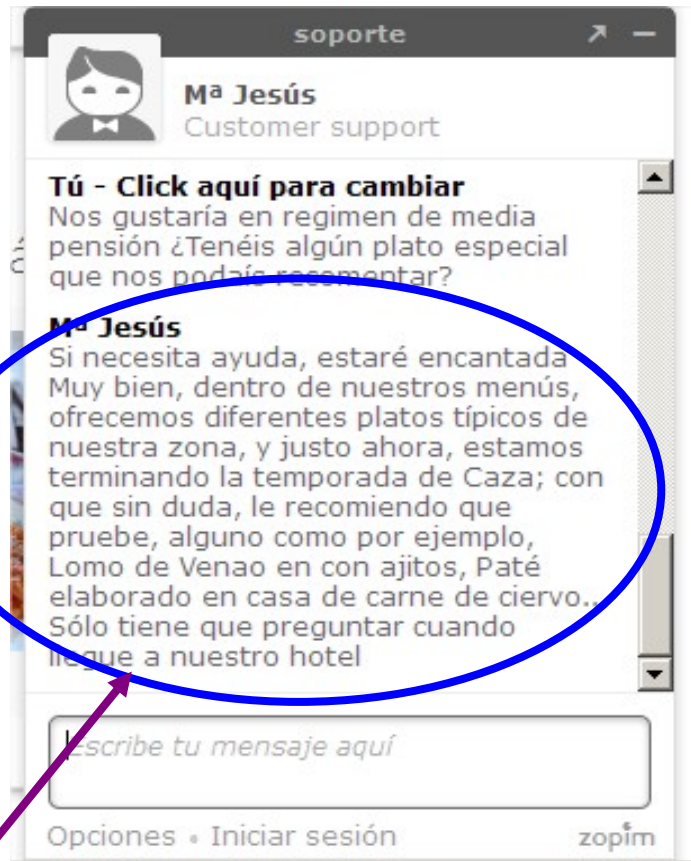 soporte
Mª Jesús
Customer support
Tú - Click aquí para cambiar
Nos gustaría en regimen de media
pensión ¿Tenéis algún plato especial
que nos podaís recomentar?
Mª Jesús
Si necesita ayuda, estaré encantada
Muy bien, dentro de nuestros menús,
ofrecemos diferentes platos típicos de
nuestra zona, y justo ahora, estamos
terminando la temporada de Caza; con
que sin duda, le recomiendo que
pruebe, alguno como por ejemplo,
Lomo de Venao en con ajitos, Paté
elaborado en casa de carne de ciervo..
Sólo tiene que preguntar cuando
llegue a nuestro hotel
Escribe tu mensaje aquí
Opciones • Iniciar sesión zopim